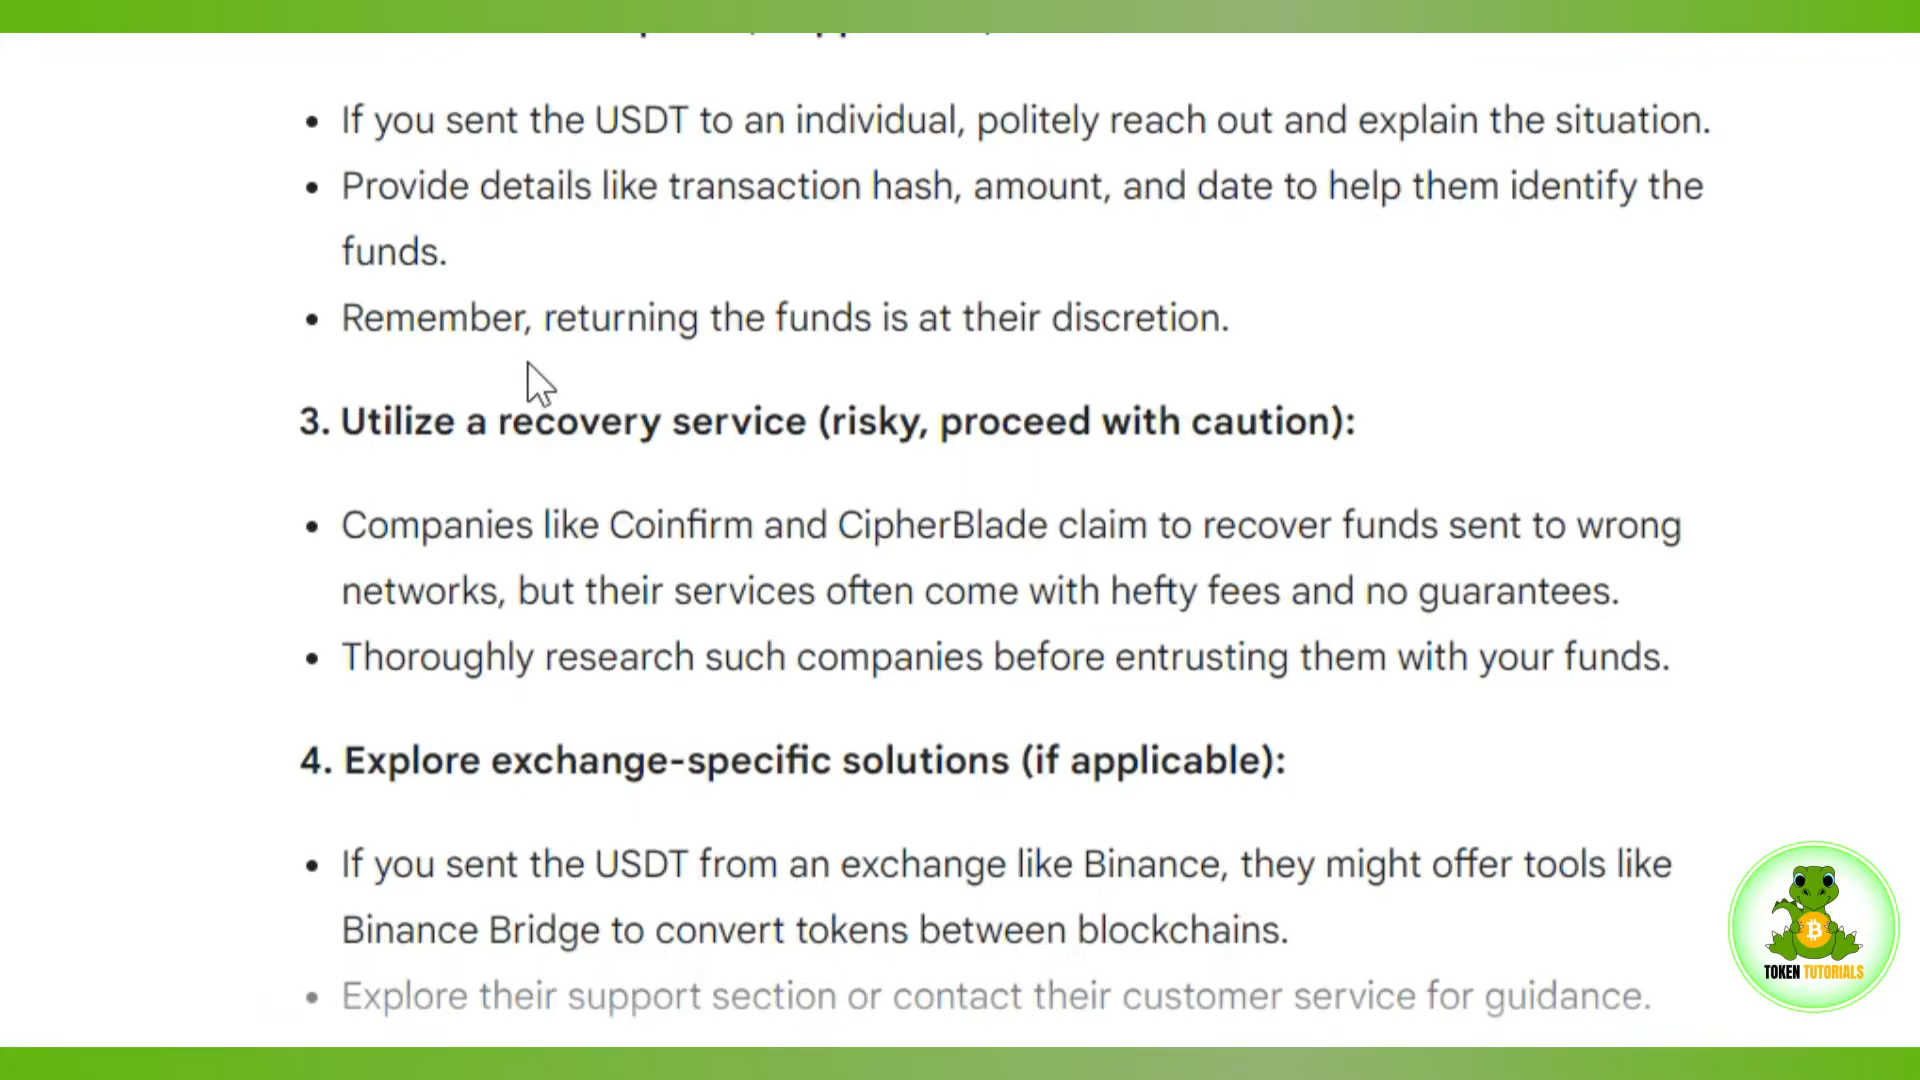 • If you sent the USDT to an individual, politely reach out and explain the situation.
• Provide details like transaction hash, amount, and date to help them identify the
funds.
• Remember, returning the funds is at their discretion.
3. Utilize a recovery service (risky, proceed with caution):
• Companies like Coinfirm and CipherBlade claim to recover funds sent to wrong
networks, but their services often come with hefty fees and no guarantees.
• Thoroughly research such companies before entrusting them with your funds.
4. Explore exchange-specific solutions (if applicable):
• If you sent the USDT from an exchange like Binance, they might offer tools like
Binance Bridge to convert tokens between blockchains.
• Explore their support section or contact their customer service for guidance.
TOKEN TUTORIALS